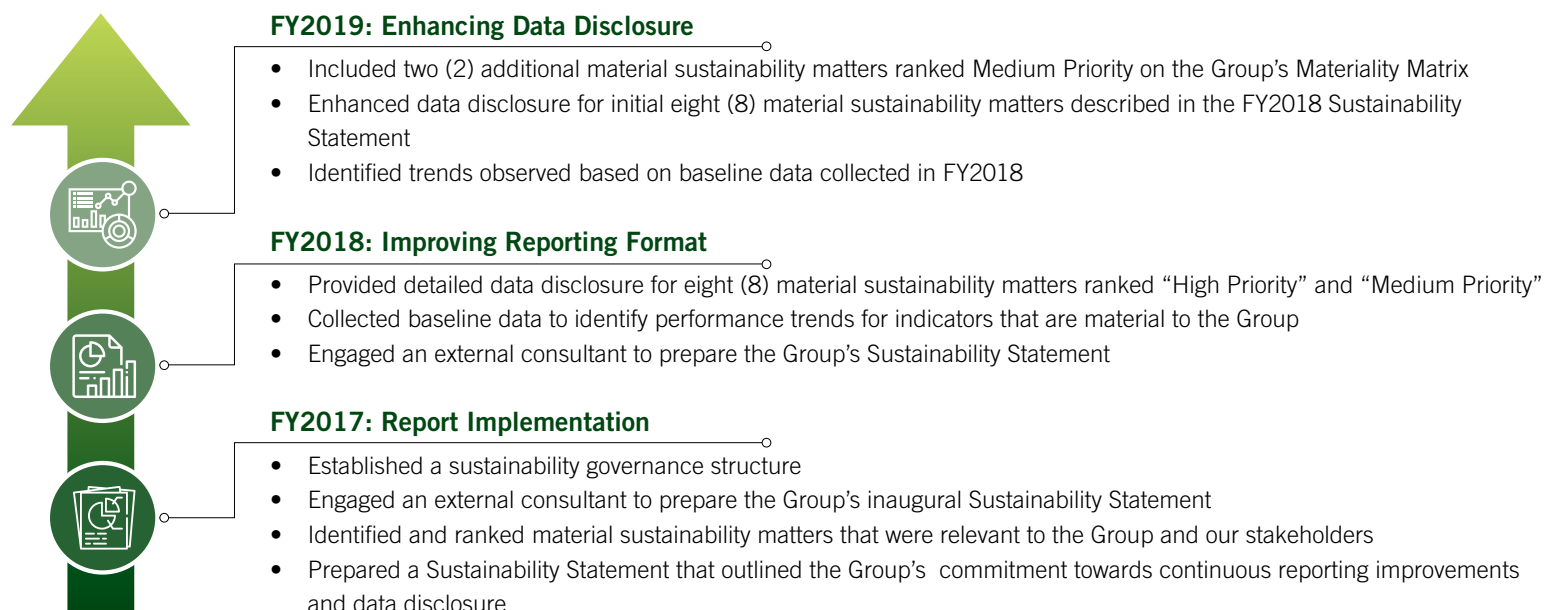 FY2019: Enhancing Data Disclosure
• Included two (2) additional material sustainability matters ranked Medium Priority on the Group’s Materiality Matrix
• Enhanced data disclosure for initial eight (8) material sustainability matters described in the FY2018 Sustainability
Statement
• Identified trends observed based on baseline data collected in FY2018
FY2018: Improving Reporting Format
• Provided detailed data disclosure for eight (8) material sustainability matters ranked “High Priority” and “Medium Priority”
• Collected baseline data to identify performance trends for indicators that are material to the Group
• Engaged an external consultant to prepare the Group’s Sustainability Statement
FY2017: Report Implementation
• Established a sustainability governance structure
• Engaged an external consultant to prepare the Group’s inaugural Sustainability Statement
• Identified and ranked material sustainability matters that were relevant to the Group and our stakeholders
• Prepared a Sustainability Statement that outlined the Group’s commitment towards continuous reporting improvements
and data disclosure